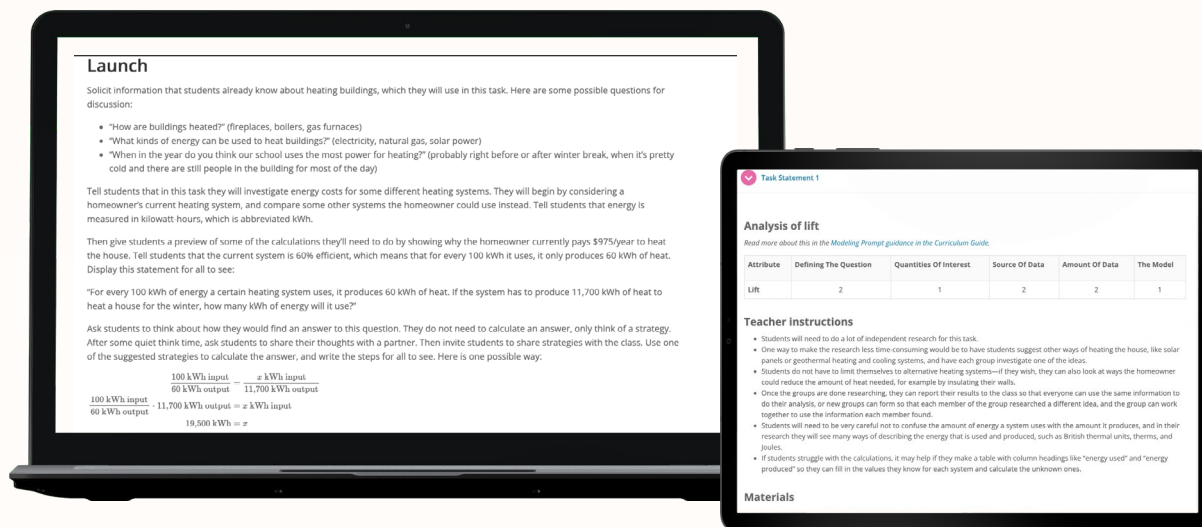 Launch
Solicit information that students already know about heating buildings, which they will use in this task. Here are some possible questions for
discussion:
• "How are buildings heated?" (fireplaces, boilers, gas furnaces)
• "What kinds of energy can be used to heat buildings?" (electricity, natural gas, solar power)
• "When in the year do you think our school uses the most power for heating?" (probably right before or after winter break, when it's pretty
cold and there are still people in the building for most of the day)
Tell students that in this task they will investigate energy costs for some different heating systems. They will begin by considering a
homeowner's current heating system, and compare some other systems the homeowner could use instead. Tell students that energy is
measured in kilowatt-hours, which is abbreviated kWh.
Then give students a preview of some of the calculations they'll need to do by showing why the homeowner currently pays $975/year to heat
the house. Tell students that the current system is 60% efficient, which means that for every 100 kWh it uses, it only produces 60 kWh of heat.
Display this statement for all to see:
"For every 100 kWh of energy a certain heating system uses, it produces 60 kWh of heat. If the system has to produce 11,700 kWh of heat to
heat a house for the winter, how many kWh of energy will it use?"
Ask students to think about how they would find an answer to this question. They do not need to calculate an answer, only think of a strategy.
After some quiet think time, ask students to share their thoughts with a partner. Then invite students to share strategies with the class. Use one
of the suggested strategies to calculate the answer, and write the steps for all to see. Here is one possible way:
100 kWh input / 60 kWh output = x kWh input / 11,700 kWh output
100 kWh input / 60 kWh output · 11,700 kWh output = x kWh input
19,500 kWh = x
Task Statement 1
Analysis of lift
Read more about this in the Modeling Prompt guidance in the Curriculum Guide.
Attribute Defining The Question Quantities Of Interest Source Of Data Amount Of Data The Model
Lift 2 1 2 2 1
Teacher instructions
• Students will need to do a lot of independent research for this task.
• One way to make the research less time-consuming would be to have students suggest other ways of heating the house, like solar
panels or geothermal heating and cooling systems, and have each group investigate one of the ideas.
• Students do not have to limit themselves to alternative heating systems—if they wish, they can also look at ways the homeowner
could reduce the amount of heat needed, for example by insulating their walls.
• Once the groups are done researching, they can report their results to the class so that everyone can use the same information to
do their analysis, or new groups can form so that each member of the group researched a different idea, and the group can work
together to use the information each member found.
• Students will need to be very careful not to confuse the amount of energy a system uses with the amount it produces, and in their
research they will see many ways of describing the energy that is used and produced, such as British thermal units, therms, and
Joules.
• If students struggle with the calculations, it may help if they make a table with column headings like "energy used" and "energy
produced" so they can fill in the values they know for each system and calculate the unknown ones.
Materials